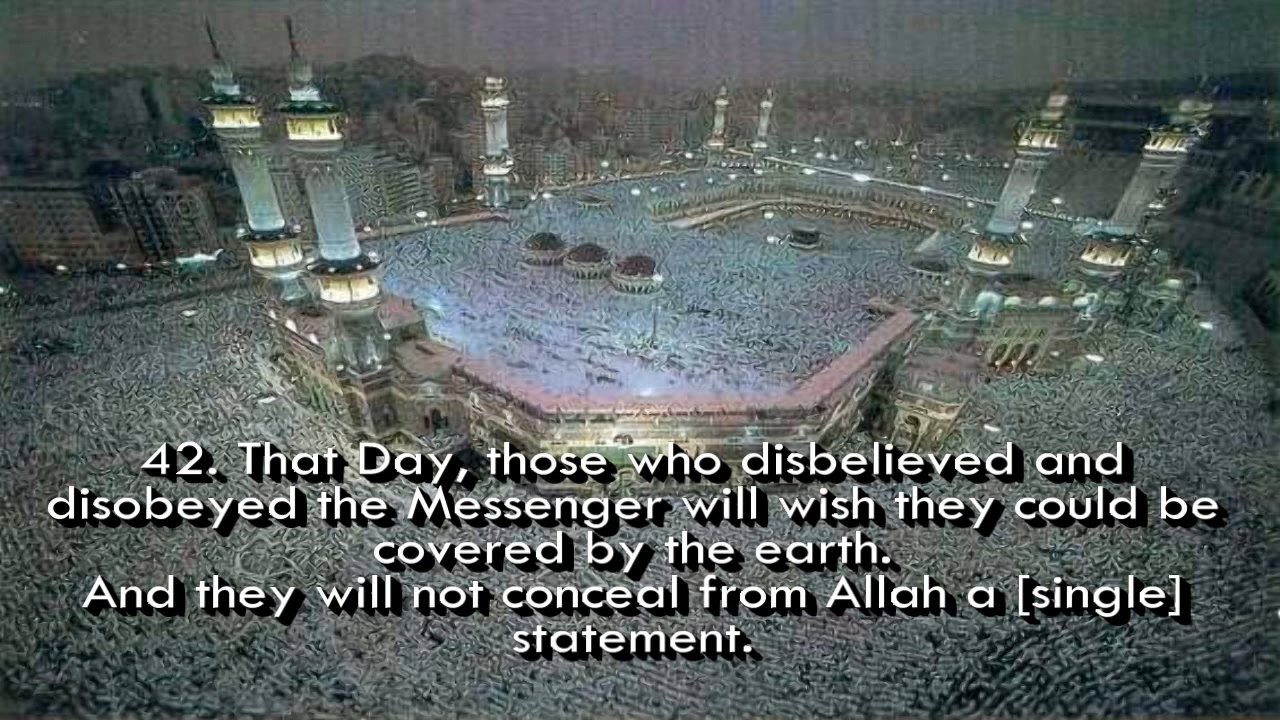 42. That Day, those who disbelieved and
disobeyed the Messenger will wish they could be
covered by the earth.
And they will not conceal from Allah a [single]
statement.